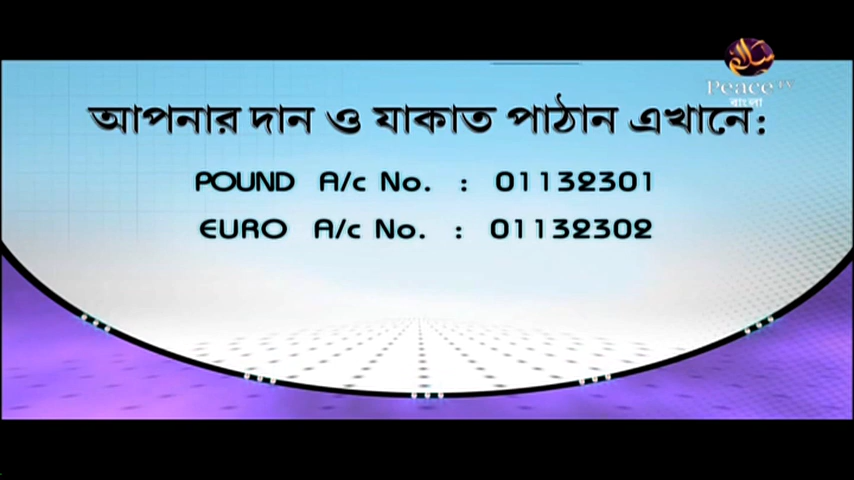 Peace TV
বাংলা
আপনার দান ও যাকাত পাঠান এখানে:
POUND A/c No. : 01132301
EURO A/c No. : 01132302